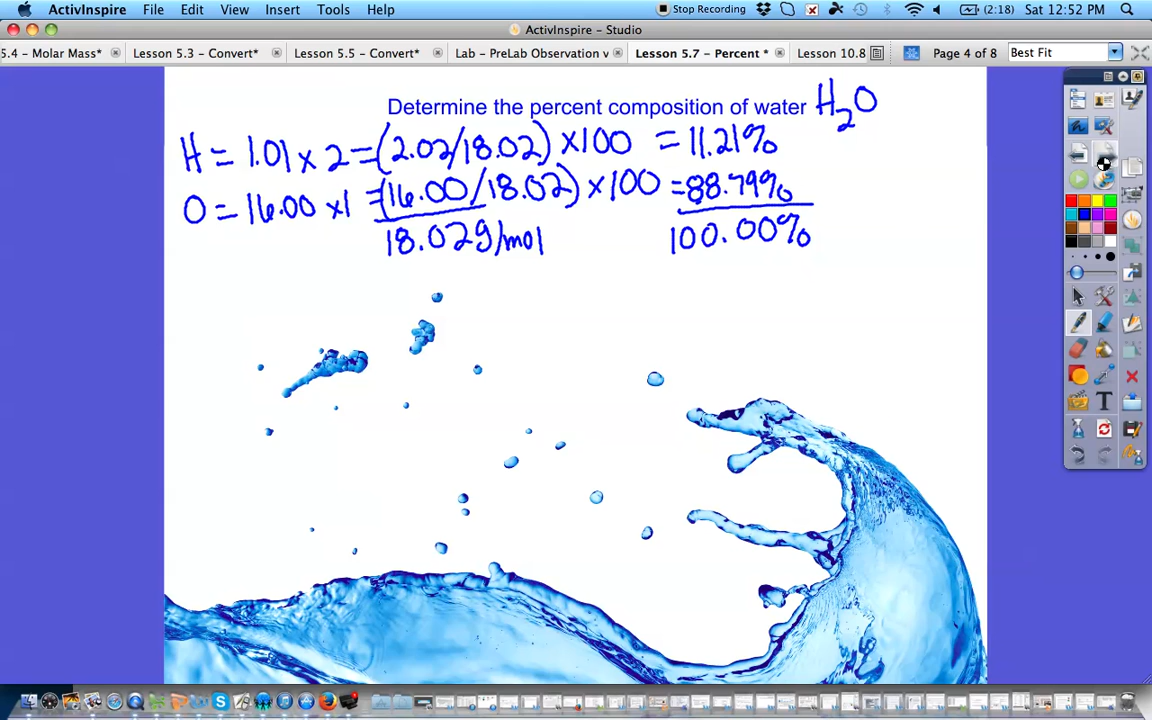 ActivInspire File Edit View Insert Tools Help Stop Recording (2:18) Sat 12:52 PM
ActivInspire - Studio
5.4 - Molar Mass* Lesson 5.3 - Convert* Lesson 5.5 - Convert* Lab - PreLab Observation v Lesson 5.7 - Percent * Lesson 10.8 Page 4 of 8 Best Fit
Determine the percent composition of water H₂O
H = 1.01 x 2 = (2.02/18.02) x100 = 11.21%
O = 16.00 x1 = (16.00/18.02) x100 = 88.79%
18.02g/mol 100.00%